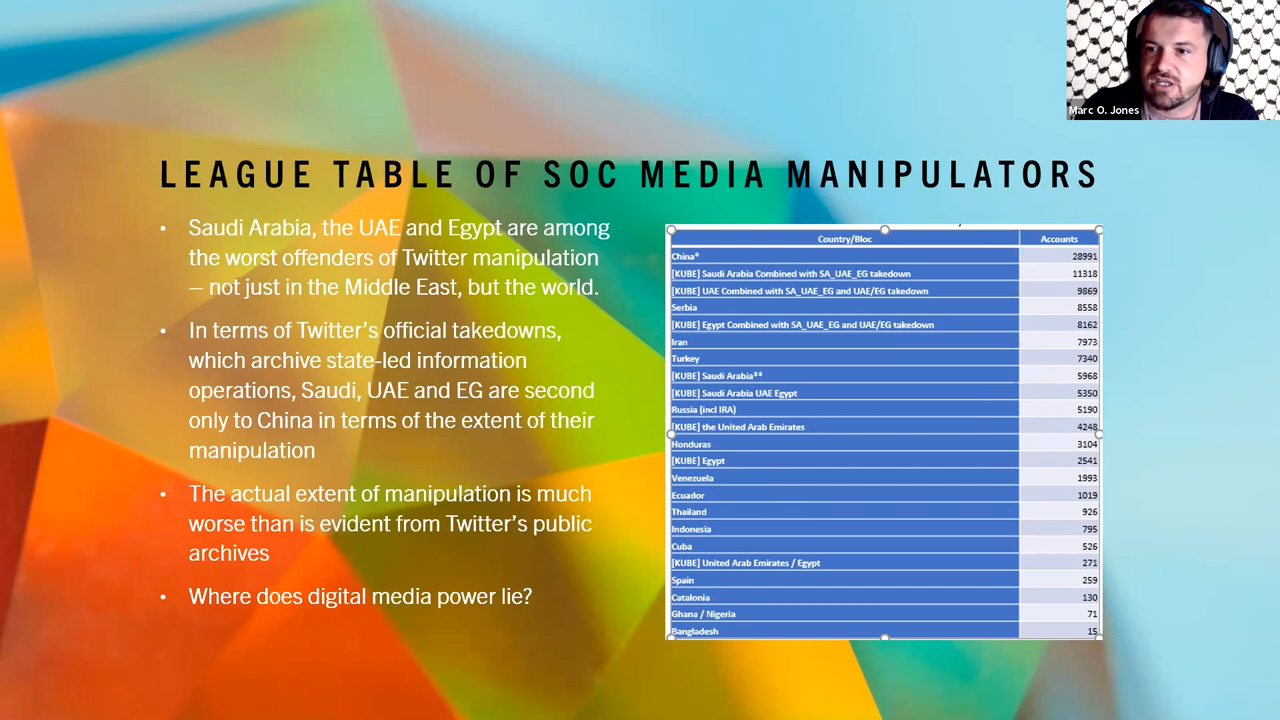 Marc O. Jones
LEAGUE TABLE OF SOC MEDIA MANIPULATORS
• Saudi Arabia, the UAE and Egypt are among
the worst offenders of Twitter manipulation
– not just in the Middle East, but the world.
• In terms of Twitter's official takedowns,
which archive state-led information
operations, Saudi, UAE and EG are second
only to China in terms of the extent of their
manipulation
• The actual extent of manipulation is much
worse than is evident from Twitter's public
archives
• Where does digital media power lie?
Country/Bloc Accounts
China* 28991
[KUBE] Saudi Arabia Combined with SA_UAE_EG takedown 11318
[KUBE] UAE Combined with SA_UAE_EG and UAE/EG takedown 9869
Serbia 8558
[KUBE] Egypt Combined with SA_UAE_EG and UAE/EG takedown 8162
Iran 7973
Turkey 7340
[KUBE] Saudi Arabia** 5968
[KUBE] Saudi Arabia UAE Egypt 5350
Russia (incl IRA) 5190
[KUBE] the United Arab Emirates 4248
Honduras 3104
[KUBE] Egypt 2541
Venezuela 1993
Ecuador 1019
Thailand 926
Indonesia 795
Cuba 526
[KUBE] United Arab Emirates / Egypt 271
Spain 259
Catalonia 130
Ghana / Nigeria 71
Bangladesh 15